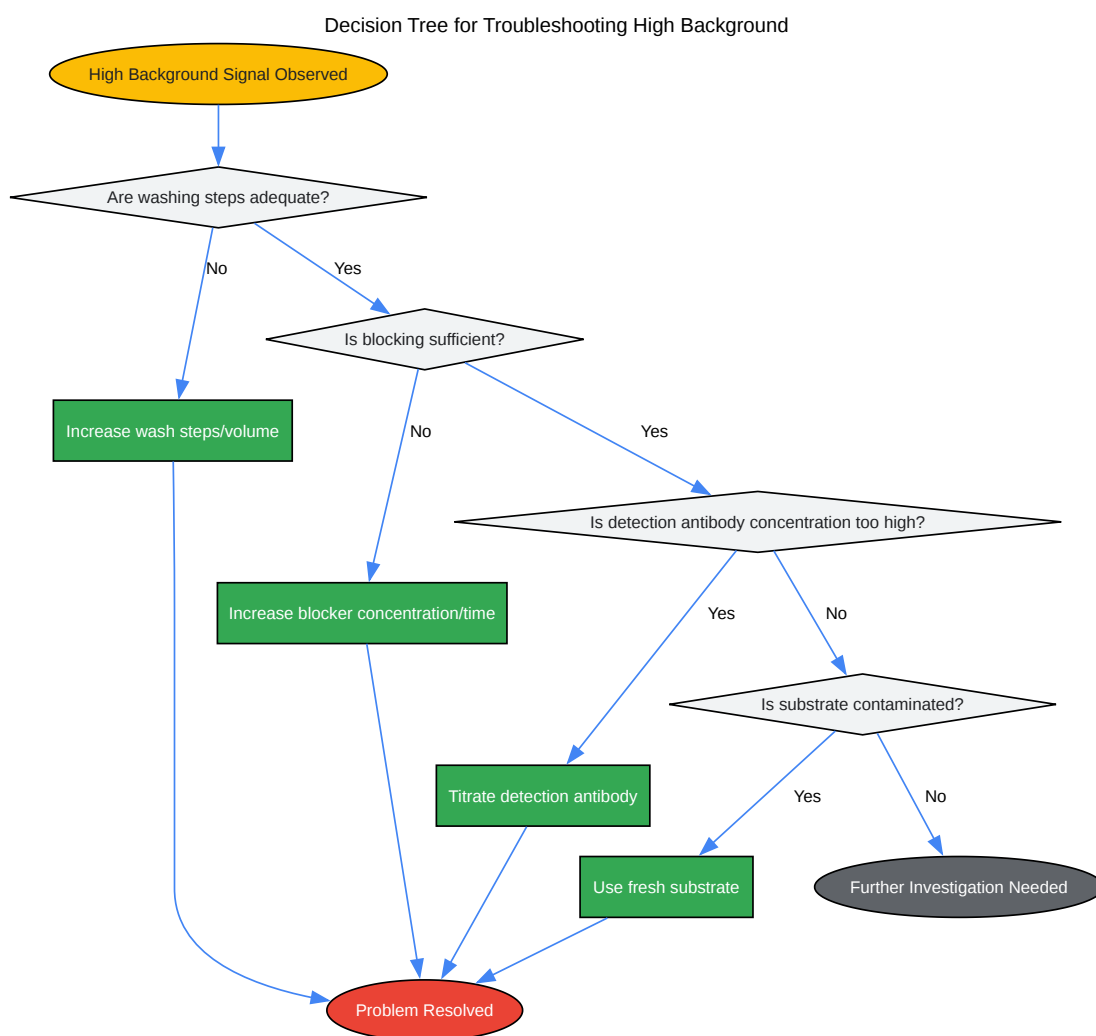 Decision Tree for Troubleshooting High Background
High Background Signal Observed
Are washing steps adequate?
No
Yes
Is blocking sufficient?
Increase wash steps/volume
No
Yes
Is detection antibody concentration too high?
Increase blocker concentration/time
Yes
No
Is substrate contaminated?
Titrate detection antibody
Yes
No
Use fresh substrate
Further Investigation Needed
Problem Resolved